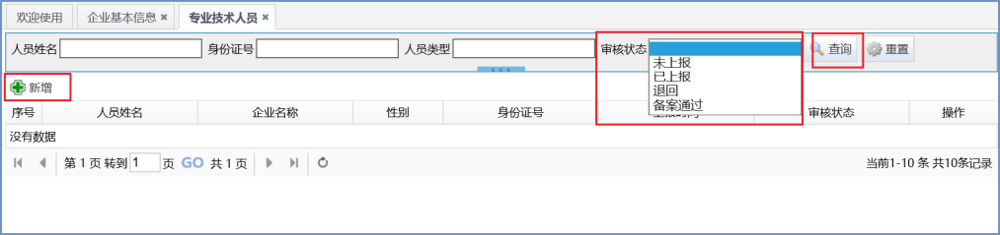 欢迎使用 企业基本信息 × 专业技术人员 ×
人员姓名 身份证号 人员类型 审核状态 查询 重置
未上报
已上报
退回
备案通过
新增
序号 人员姓名 企业名称 性别 身份证号 审核状态 操作
没有数据
第 1 页 转到 1 页 GO 共 1 页 当前1-10 条 共10条记录